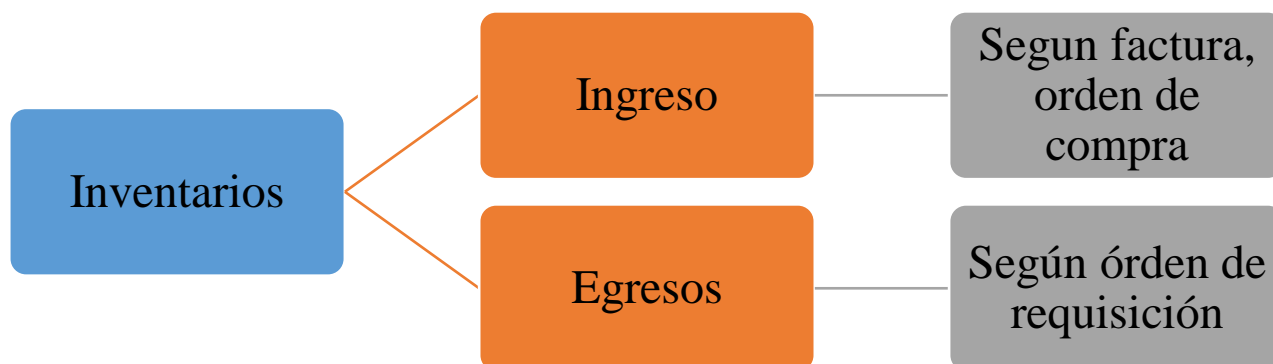 Inventarios
Ingreso
Segun factura,
orden de
compra
Egresos
Según órden de
requisición